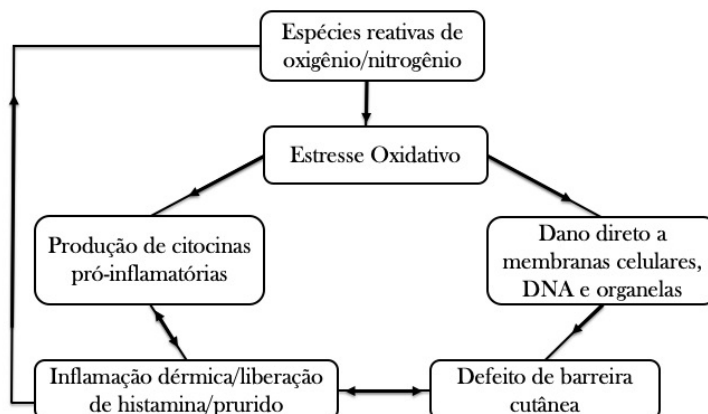 Espécies reativas de
oxigênio/nitrogênio
Estresse Oxidativo
Produção de citocinas
pró-inflamatórias
Dano direto a
membranas celulares,
DNA e organelas
Inflamação dérmica/liberação
de histamina/prurido
Defeito de barreira
cutânea